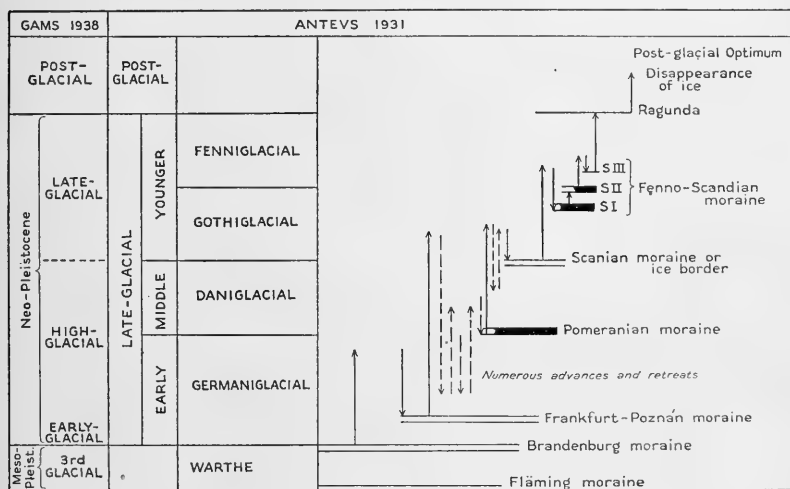 GAMS 1938
ANTEVS 1931
POST-
GLACIAL
POST-
GLACIAL
Neo-Pleistocene
LATE-
GLACIAL
HIGH-
GLACIAL
EARLY-
GLACIAL
LATE-GLACIAL
YOUNGER
MIDDLE
EARLY
FENNIGLACIAL
GOTHIGLACIAL
DANIGLACIAL
GERMANIGLACIAL
Meso-
Pleist.
3rd
GLACIAL
WARTHE
Post-glacial Optimum
Disappearance
of ice
Ragunda
S III
S II
S I
Fenno-Scandian
moraine
Scanian moraine or
ice border
Pomeranian moraine
Numerous advances and retreats
Frankfurt-Poznań moraine
Brandenburg moraine
Fläming moraine